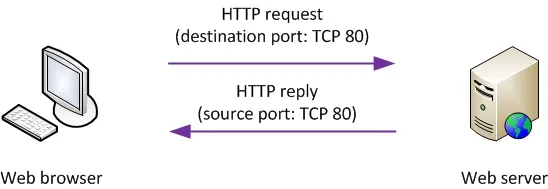 HTTP request
(destination port: TCP 80)
HTTP reply
(source port: TCP 80)
Web browser
Web server